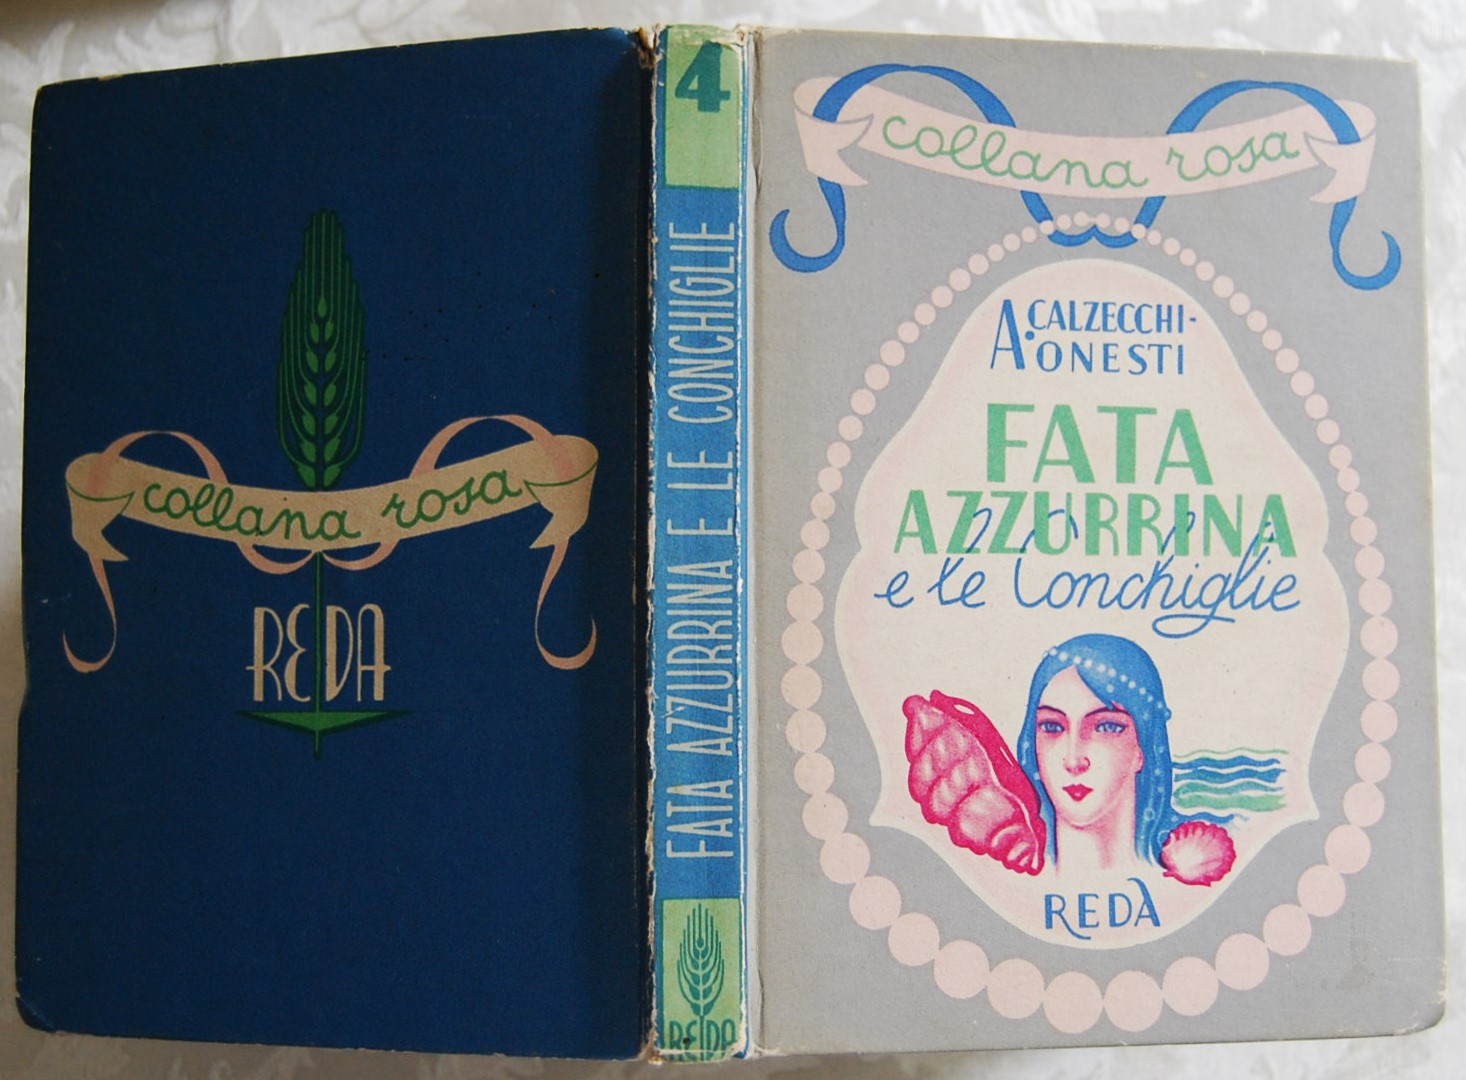 collana rosa
REDA
4
FATA AZZURRINA E LE CONCHIGLIE
REDA
collana rosa
A. CALZECCHI-
ONESTI
FATA
AZZURRINA
e le Conchiglie
REDA